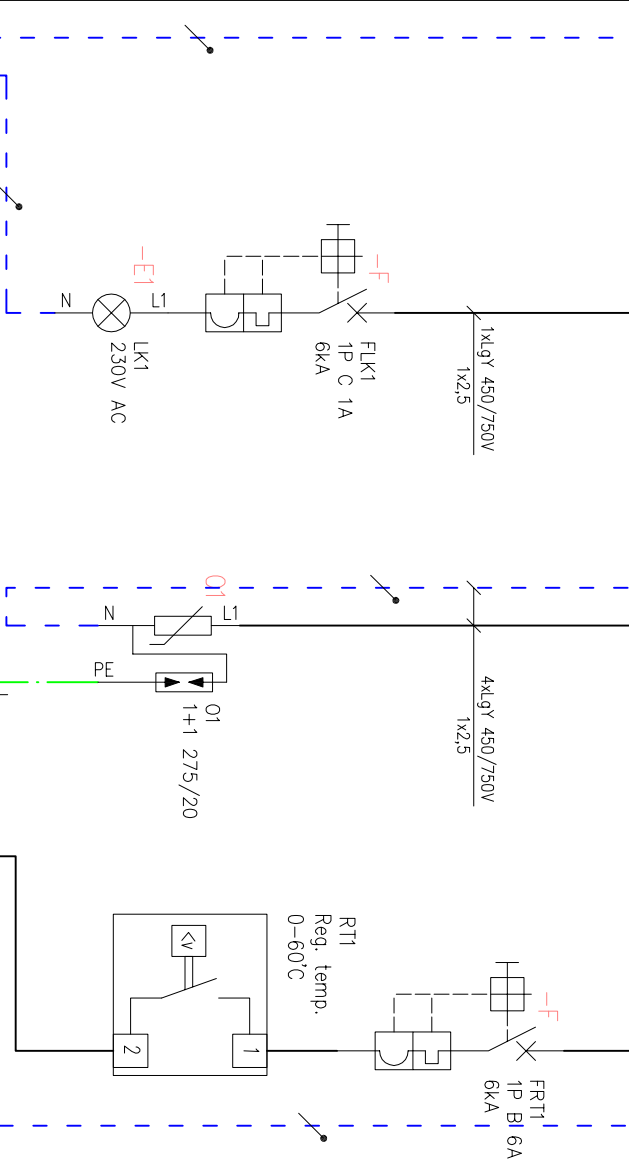 -F
FLK1
1P C 1A
6kA
1xLgY 450/750V
1x2,5
-E1
N
L1
LK1
230V AC
O1
N
L1
PE
O1
1+1 275/20
4xLgY 450/750V
1x2,5
RT1
Reg. temp.
0-60'C
<v
2
1
-F
FRT1
1P B 6A
6kA